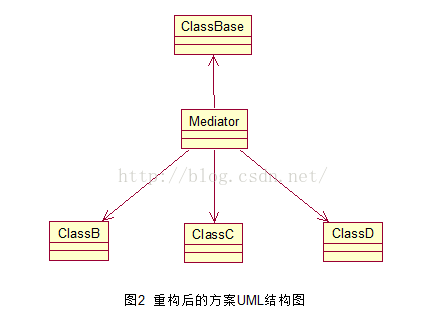 ClassBase
Mediator
http://blog.csdn.net/
ClassB
ClassC
ClassD
图2 重构后的方案UML结构图